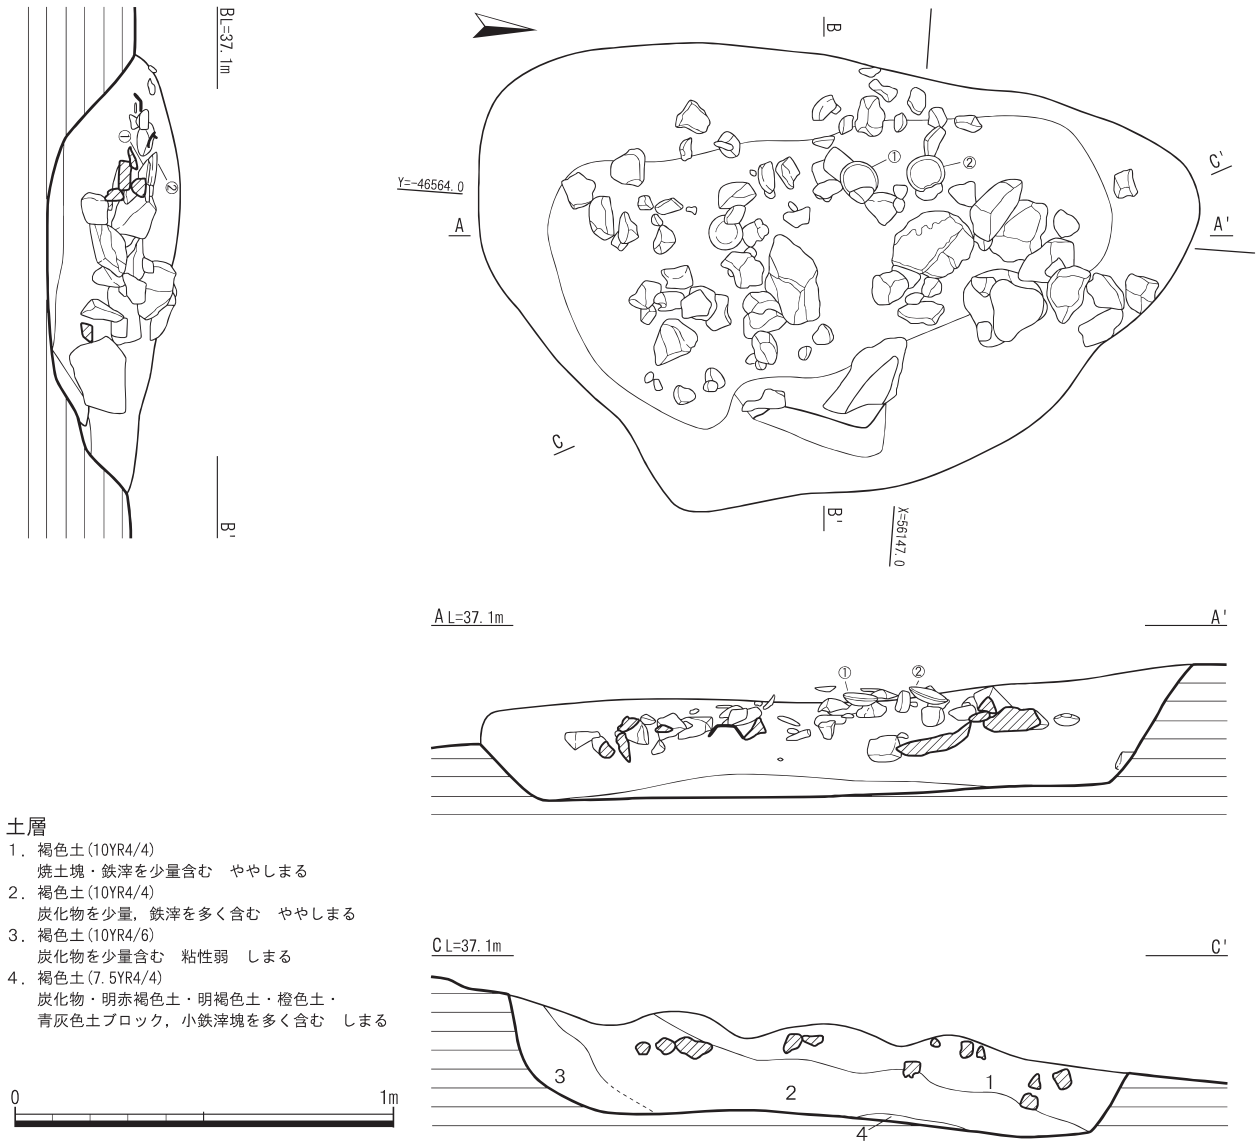 BL=37.1m
①
②
B'
B
①
②
C'
Y=-46564.0
A
A'
C
B'
X=56147.0
A L=37.1m
A'
①
②
土層
1. 褐色土(10YR4/4)
焼土塊・鉄滓を少量含む　ややしまる
2. 褐色土(10YR4/4)
炭化物を少量，鉄滓を多く含む　ややしまる
3. 褐色土(10YR4/6)
炭化物を少量含む　粘性弱　しまる
4. 褐色土(7.5YR4/4)
炭化物・明赤褐色土・明褐色土・橙色土・
青灰色土ブロック，小鉄滓塊を多く含む　しまる
C L=37.1m
C'
3
2
1
4
0
1m